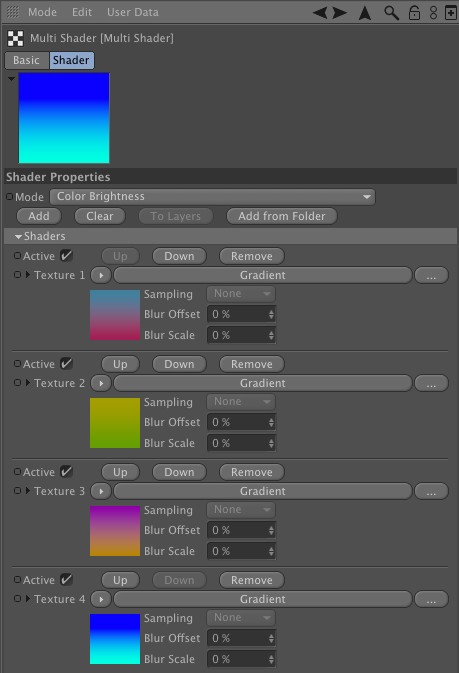 Mode Edit User Data
Multi Shader [Multi Shader]
Basic Shader
Shader Properties
Mode Color Brightness
Add Clear To Layers Add from Folder
Shaders
Active Up Down Remove
Texture 1 Gradient ...
Sampling None
Blur Offset 0 %
Blur Scale 0 %
Active Up Down Remove
Texture 2 Gradient ...
Sampling None
Blur Offset 0 %
Blur Scale 0 %
Active Up Down Remove
Texture 3 Gradient ...
Sampling None
Blur Offset 0 %
Blur Scale 0 %
Active Up Down Remove
Texture 4 Gradient ...
Sampling None
Blur Offset 0 %
Blur Scale 0 %